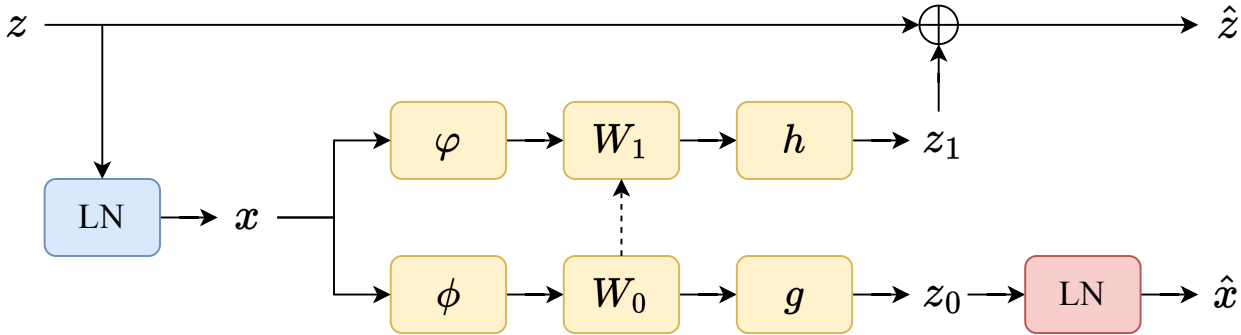 z ẑ
φ W₁ h z₁
LN x
ϕ W₀ g z₀ LN x̂